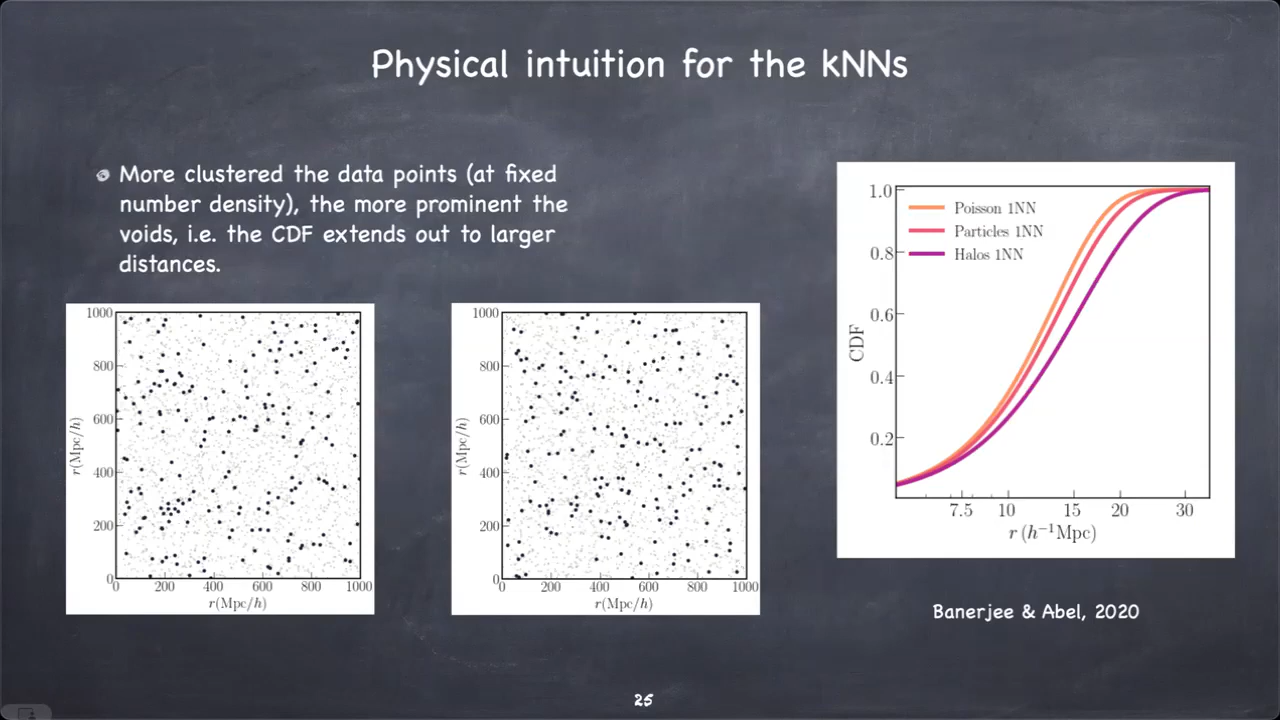 Physical intuition for the kNNs
More clustered the data points (at fixed
number density), the more prominent the
voids, i.e. the CDF extends out to larger
distances.
1000
800
600
400
200
0
r(Mpc/h)
0 200 400 600 800 1000
r(Mpc/h)
1000
800
600
400
200
0
r(Mpc/h)
0 200 400 600 800 1000
r(Mpc/h)
1.0
0.8
0.6
0.4
0.2
CDF
Poisson 1NN
Particles 1NN
Halos 1NN
7.5 10 15 20 30
r (h⁻¹Mpc)
Banerjee & Abel, 2020
25